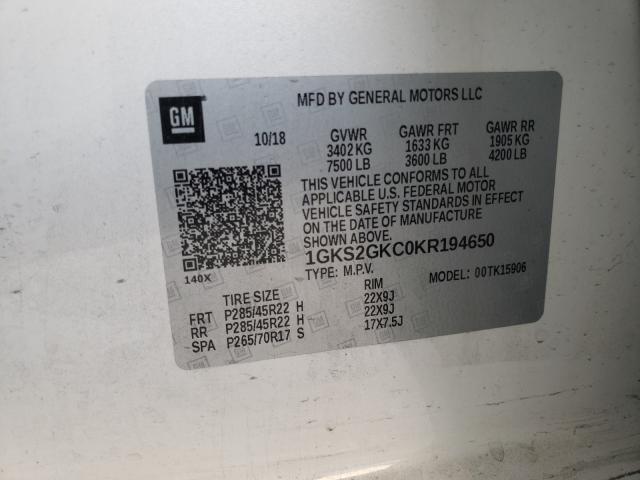 GM
MFD BY GENERAL MOTORS LLC
10/18 GVWR GAWR FRT GAWR RR
3402 KG 1633 KG 1905 KG
7500 LB 3600 LB 4200 LB
THIS VEHICLE CONFORMS TO ALL
APPLICABLE U.S. FEDERAL MOTOR
VEHICLE SAFETY STANDARDS IN EFFECT
ON THE DATE OF MANUFACTURE
SHOWN ABOVE.
1GKS2GKC0KR194650
140X TYPE: M.P.V. MODEL: 00TK15906
TIRE SIZE RIM
FRT P285/45R22 H 22X9J
RR P285/45R22 H 22X9J
SPA P265/70R17 S 17X7.5J